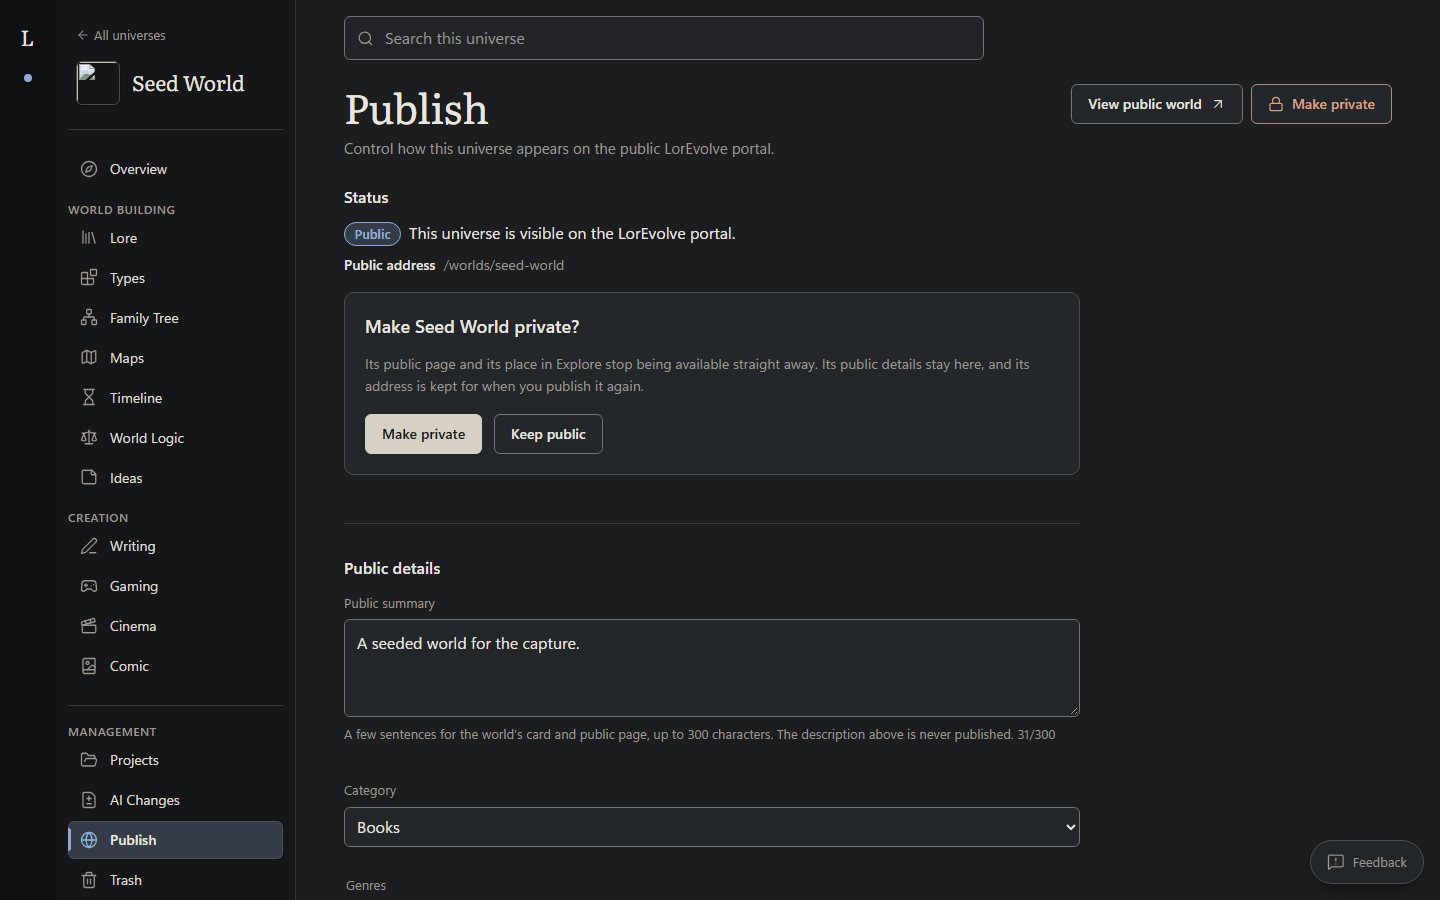 L
All universes
Seed World
Overview
WORLD BUILDING
Lore
Types
Family Tree
Maps
Timeline
World Logic
Ideas
CREATION
Writing
Gaming
Cinema
Comic
MANAGEMENT
Projects
AI Changes
Publish
Trash
Search this universe
Publish
View public world
Make private
Control how this universe appears on the public LorEvolve portal.
Status
Public This universe is visible on the LorEvolve portal.
Public address /worlds/seed-world
Make Seed World private?
Its public page and its place in Explore stop being available straight away. Its public details stay here, and its
address is kept for when you publish it again.
Make private
Keep public
Public details
Public summary
A seeded world for the capture.
A few sentences for the world's card and public page, up to 300 characters. The description above is never published. 31/300
Category
Books
Genres
Feedback